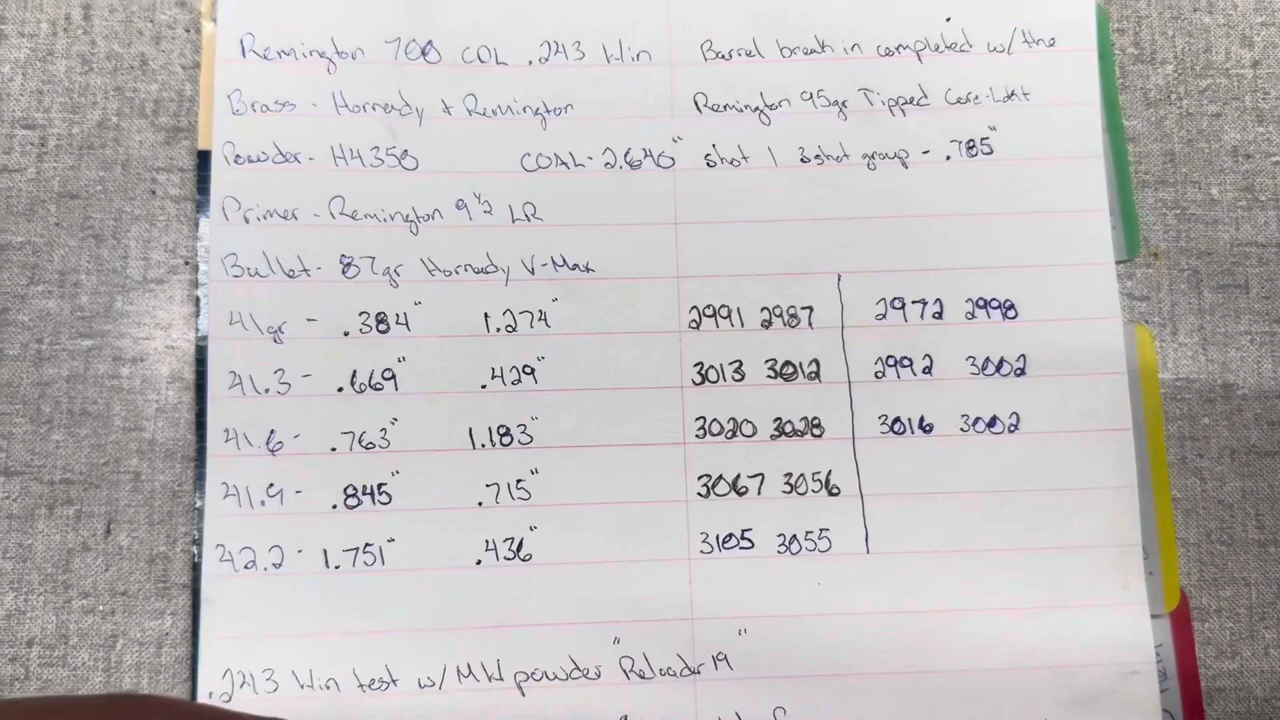 Remington 700 CDL .243 Win Barrel break in completed w/ the
Brass - Hornady + Remington Remington 95gr Tipped Core-Lokt
Powder - H4350 COAL - 2.640" shot 1 3 shot group - .785"
Primer - Remington 9 1/2 LR
Bullet - 87gr Hornady V-Max
41gr - .384" 1.274" 2991 2987 2972 2998
41.3 - .669" .429" 3013 3012 2992 3002
41.6 - .763" 1.183" 3020 3028 3016 3002
41.9 - .845" .715" 3067 3056
42.2 - 1.751" .436" 3105 3055
.243 Win test w/ MW powder "Reloader 19"